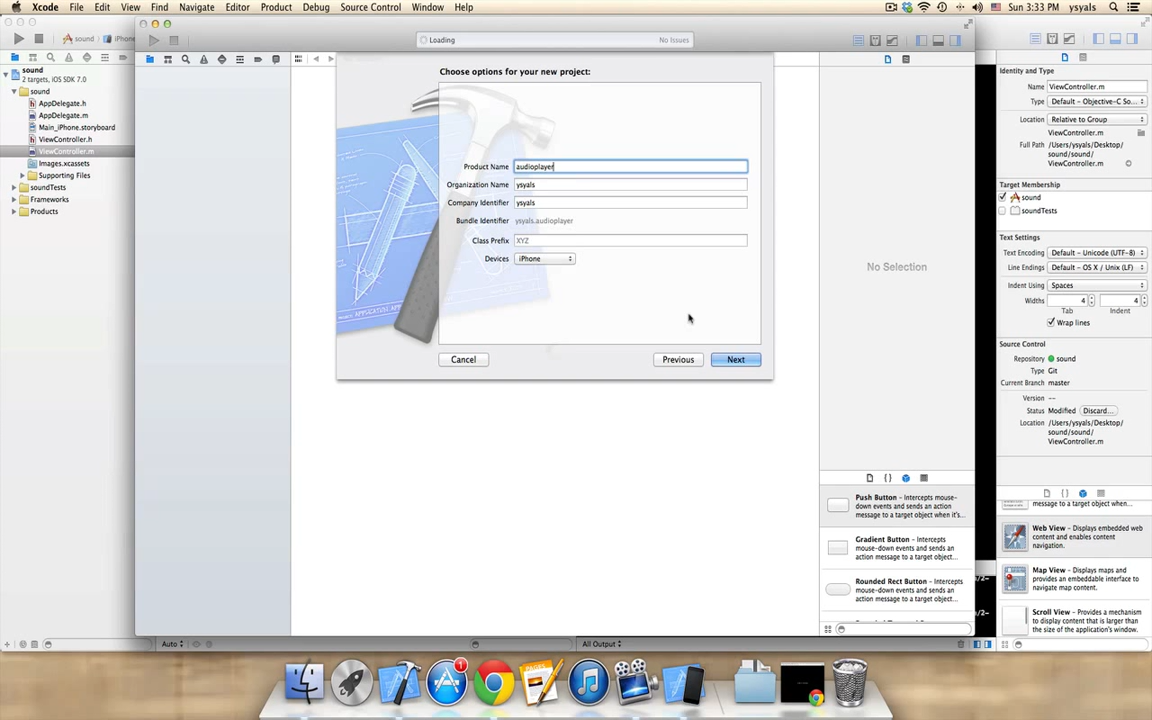 Xcode File Edit View Find Navigate Editor Product Debug Source Control Window Help
Sun 3:33 PM ysyals
sound
Loading
No Issues
sound
2 targets, iOS SDK 7.0
sound
AppDelegate.h
AppDelegate.m
Main_iPhone.storyboard
ViewController.h
ViewController.m
Images.xcassets
Supporting Files
soundTests
Frameworks
Products
Choose options for your new project:
Product Name audioplayer
Organization Name ysyals
Company Identifier ysyals
Bundle Identifier ysyals.audioplayer
Class Prefix XYZ
Devices iPhone
Cancel
Previous
Next
No Selection
Push Button - Intercepts mouse-
down events and sends an action
message to a target object when it's...
Gradient Button - Intercepts
mouse-down events and sends an
action message to a target object...
Rounded Rect Button - Intercepts
mouse-down events and sends an
action message to a target object...
Identity and Type
Name ViewController.m
Type Default - Objective-C So...
Location Relative to Group
ViewController.m
Full Path /Users/ysyals/Desktop/
sound/sound/
ViewController.m
Target Membership
sound
soundTests
Text Settings
Text Encoding Default - Unicode (UTF-8)
Line Endings Default - OS X / Unix (LF)
Indent Using Spaces
Widths 4 4
Tab Indent
Wrap lines
Source Control
Repository sound
Type Git
Current Branch master
Version --
Status Modified Discard...
Location /Users/ysyals/Desktop/
sound/sound/
ViewController.m
message to a target object when it's...
Web View - Displays embedded web
content and enables content
navigation.
Map View - Displays maps and
provides an embeddable interface to
navigate map content.
Scroll View - Provides a mechanism
to display content that is larger than
the size of the application's window.
Auto
All Output
1
PAGES